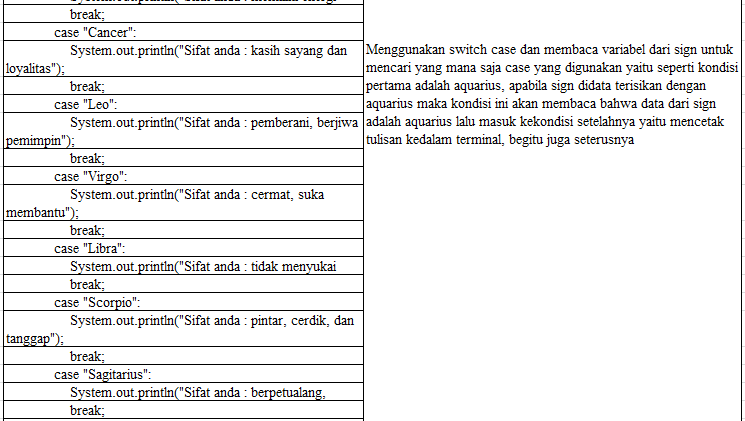 break;
case "Cancer":
System.out.println("Sifat anda : kasih sayang dan
loyalitas");
break;
case "Leo":
System.out.println("Sifat anda : pemberani, berjiwa
pemimpin");
break;
case "Virgo":
System.out.println("Sifat anda : cermat, suka
membantu");
break;
case "Libra":
System.out.println("Sifat anda : tidak menyukai
break;
case "Scorpio":
System.out.println("Sifat anda : pintar, cerdik, dan
tanggap");
break;
case "Sagitarius":
System.out.println("Sifat anda : berpetualang,
break;
Menggunakan switch case dan membaca variabel dari sign untuk
mencari yang mana saja case yang digunakan yaitu seperti kondisi
pertama adalah aquarius, apabila sign didata terisikan dengan
aquarius maka kondisi ini akan membaca bahwa data dari sign
adalah aquarius lalu masuk kekondisi setelahnya yaitu mencetak
tulisan kedalam terminal, begitu juga seterusnya